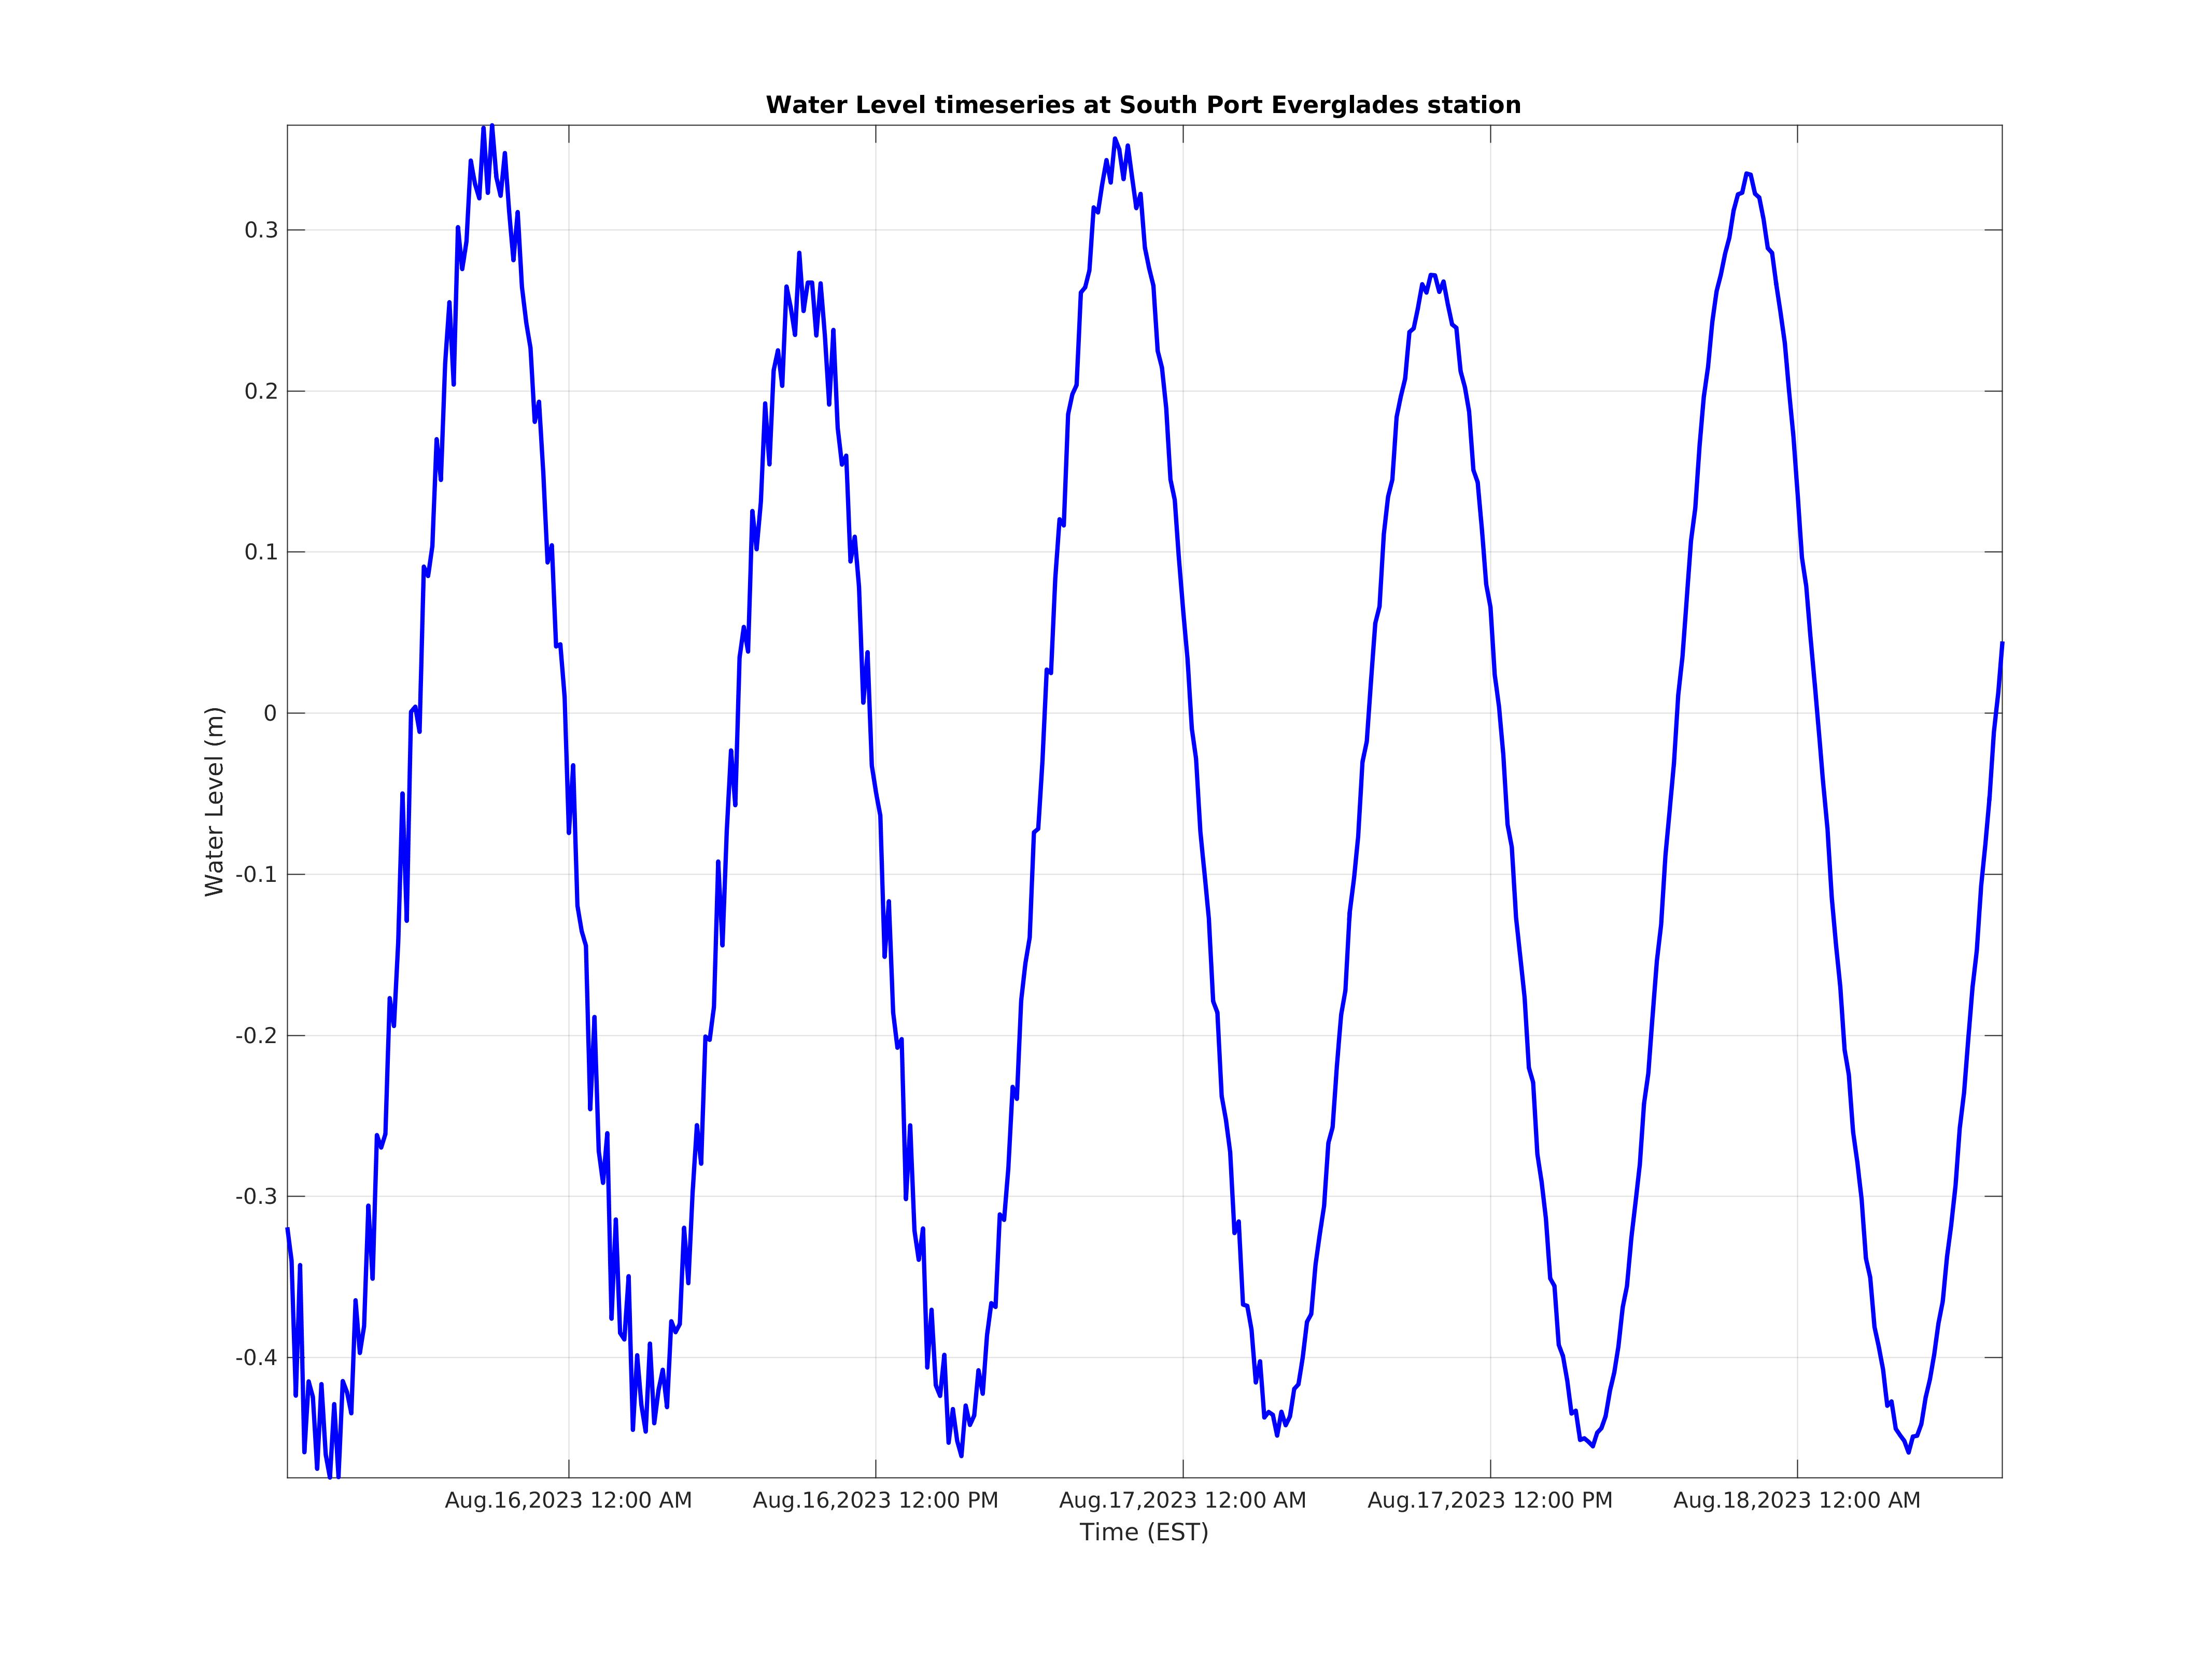 Water Level timeseries at South Port Everglades station
0.3
0.2
0.1
0
-0.1
-0.2
-0.3
-0.4
Water Level (m)
Aug.16,2023 12:00 AM
Aug.16,2023 12:00 PM
Aug.17,2023 12:00 AM
Aug.17,2023 12:00 PM
Aug.18,2023 12:00 AM
Time (EST)